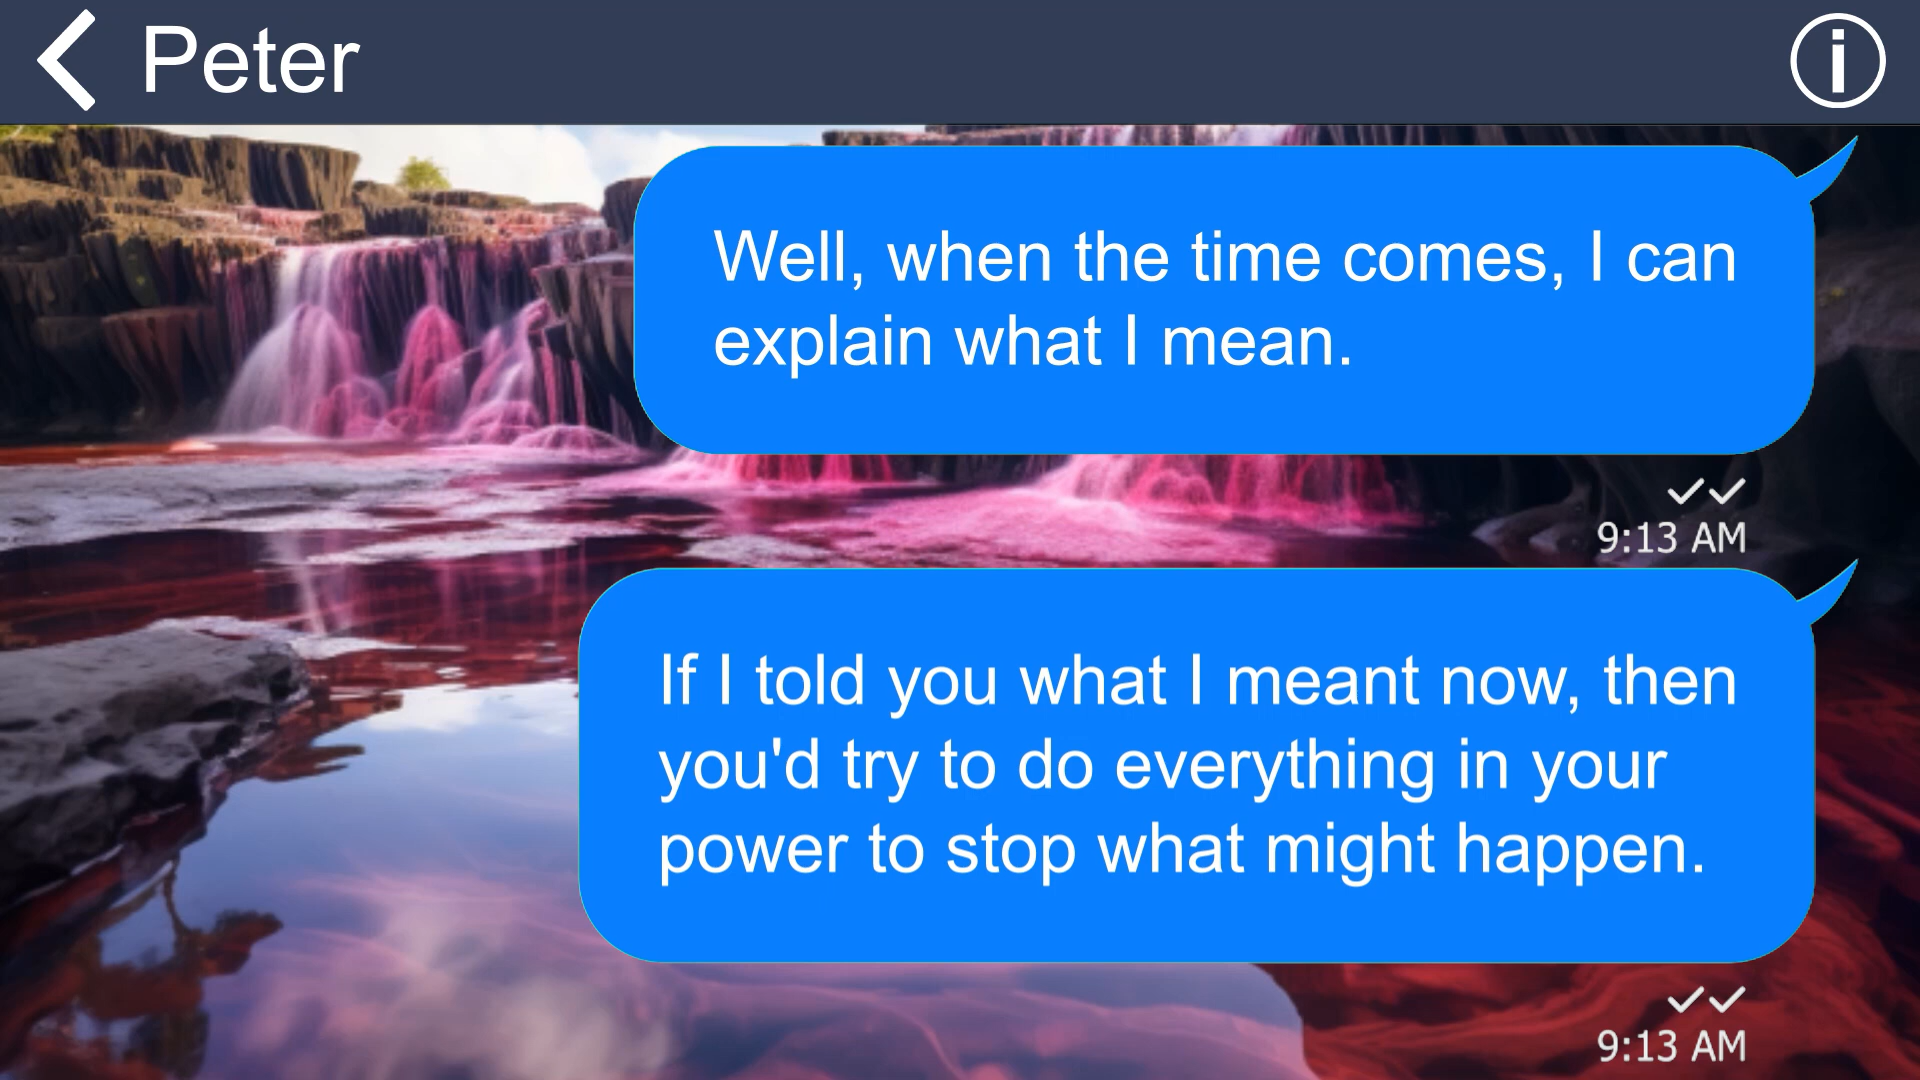 Peter
Well, when the time comes, I can
explain what I mean.
9:13 AM
If I told you what I meant now, then
you'd try to do everything in your
power to stop what might happen.
9:13 AM